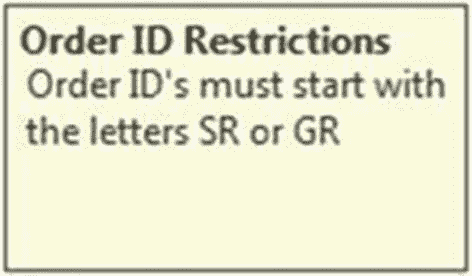 Order ID Restrictions
Order ID's must start with
the letters SR or GR